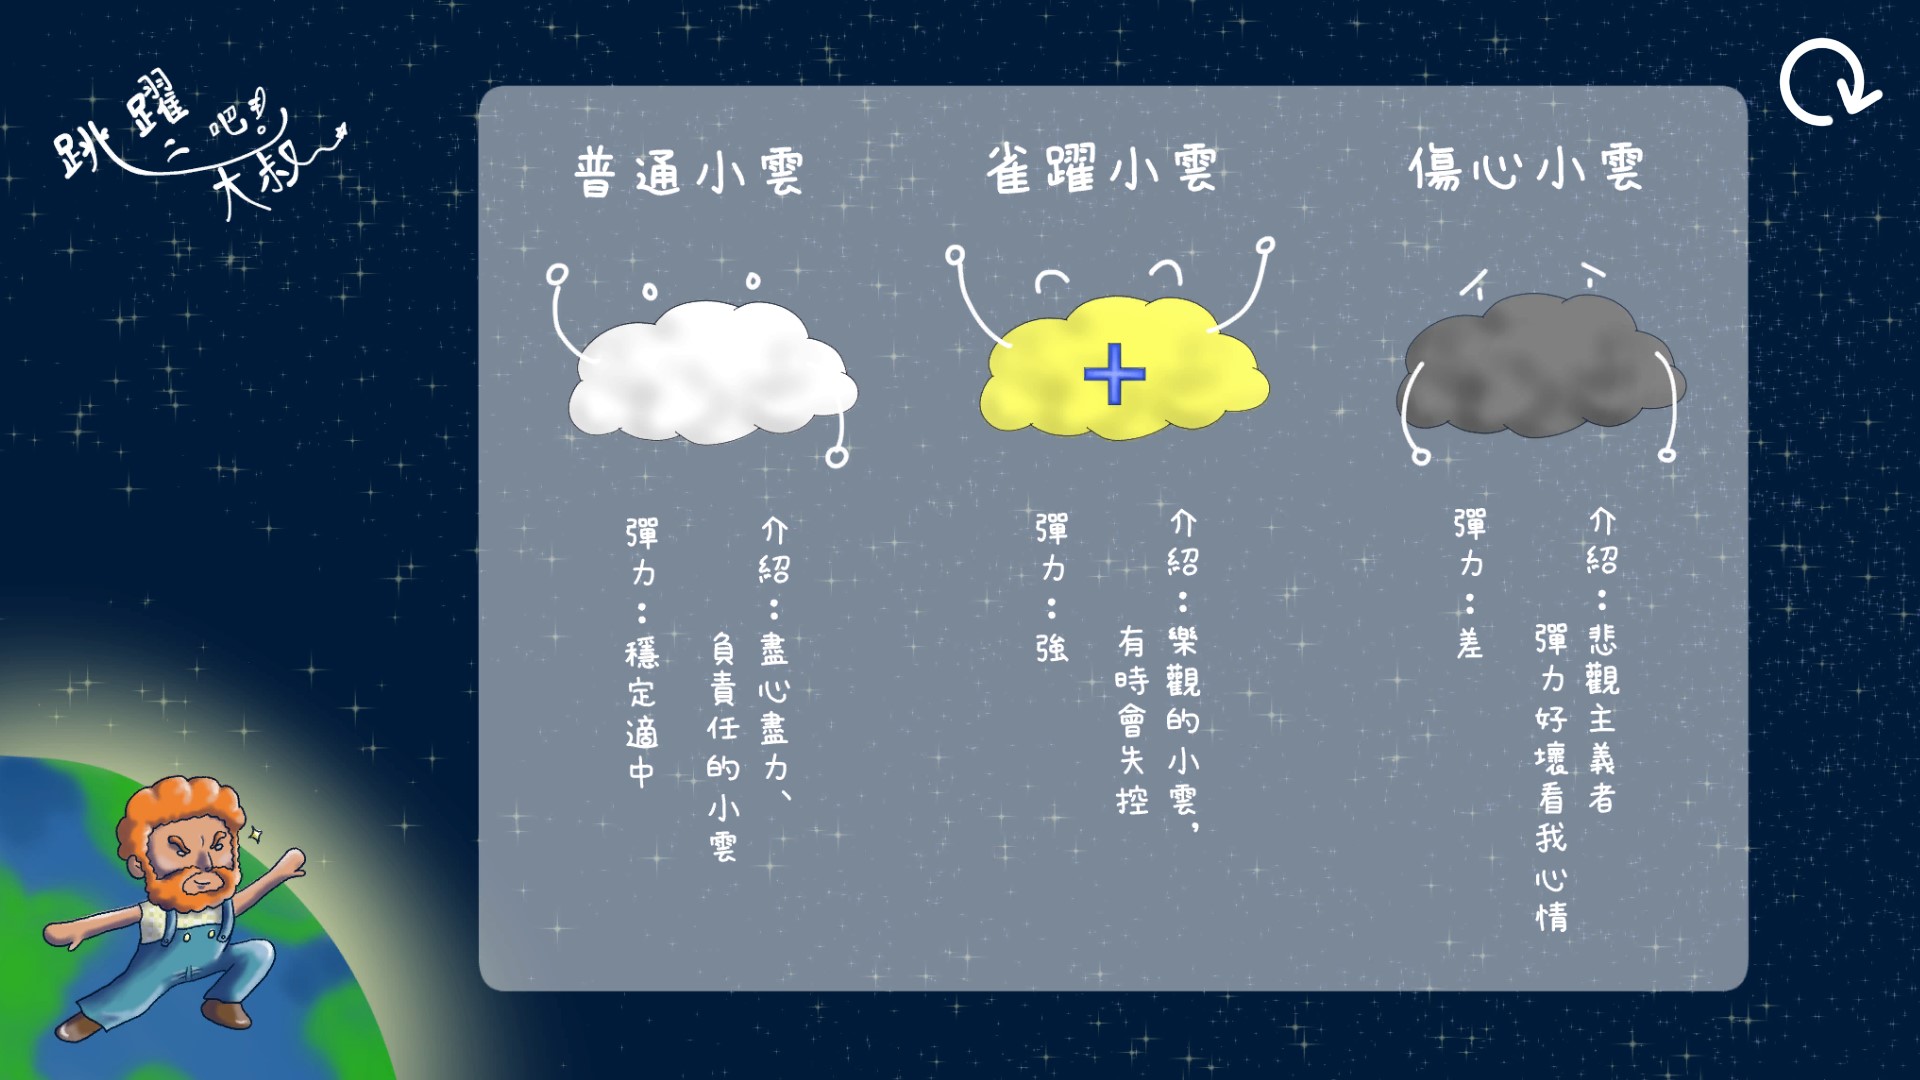 跳躍吧!
大叔
普通小雲
介紹：盡心盡力、
負責任的小雲
彈力：穩定適中
雀躍小雲
介紹：樂觀的小雲，
有時會失控
彈力：強
傷心小雲
介紹：悲觀主義者
彈力好壞看我心情
彈力：差